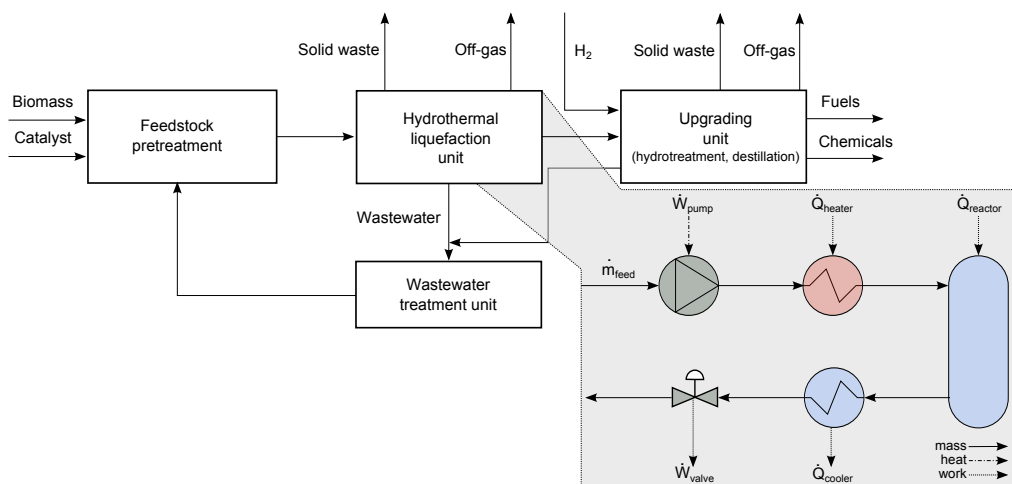 Solid waste
Off-gas
H2
Solid waste
Off-gas
Biomass
Catalyst
Feedstock
pretreatment
Hydrothermal
liquefaction
unit
Upgrading
unit
(hydrotreatment, destillation)
Fuels
Chemicals
Wastewater
Wastewater
treatment unit
Ẇpump
Q̇heater
Q̇reactor
ṁfeed
Ẇvalve
Q̇cooler
mass
heat
work